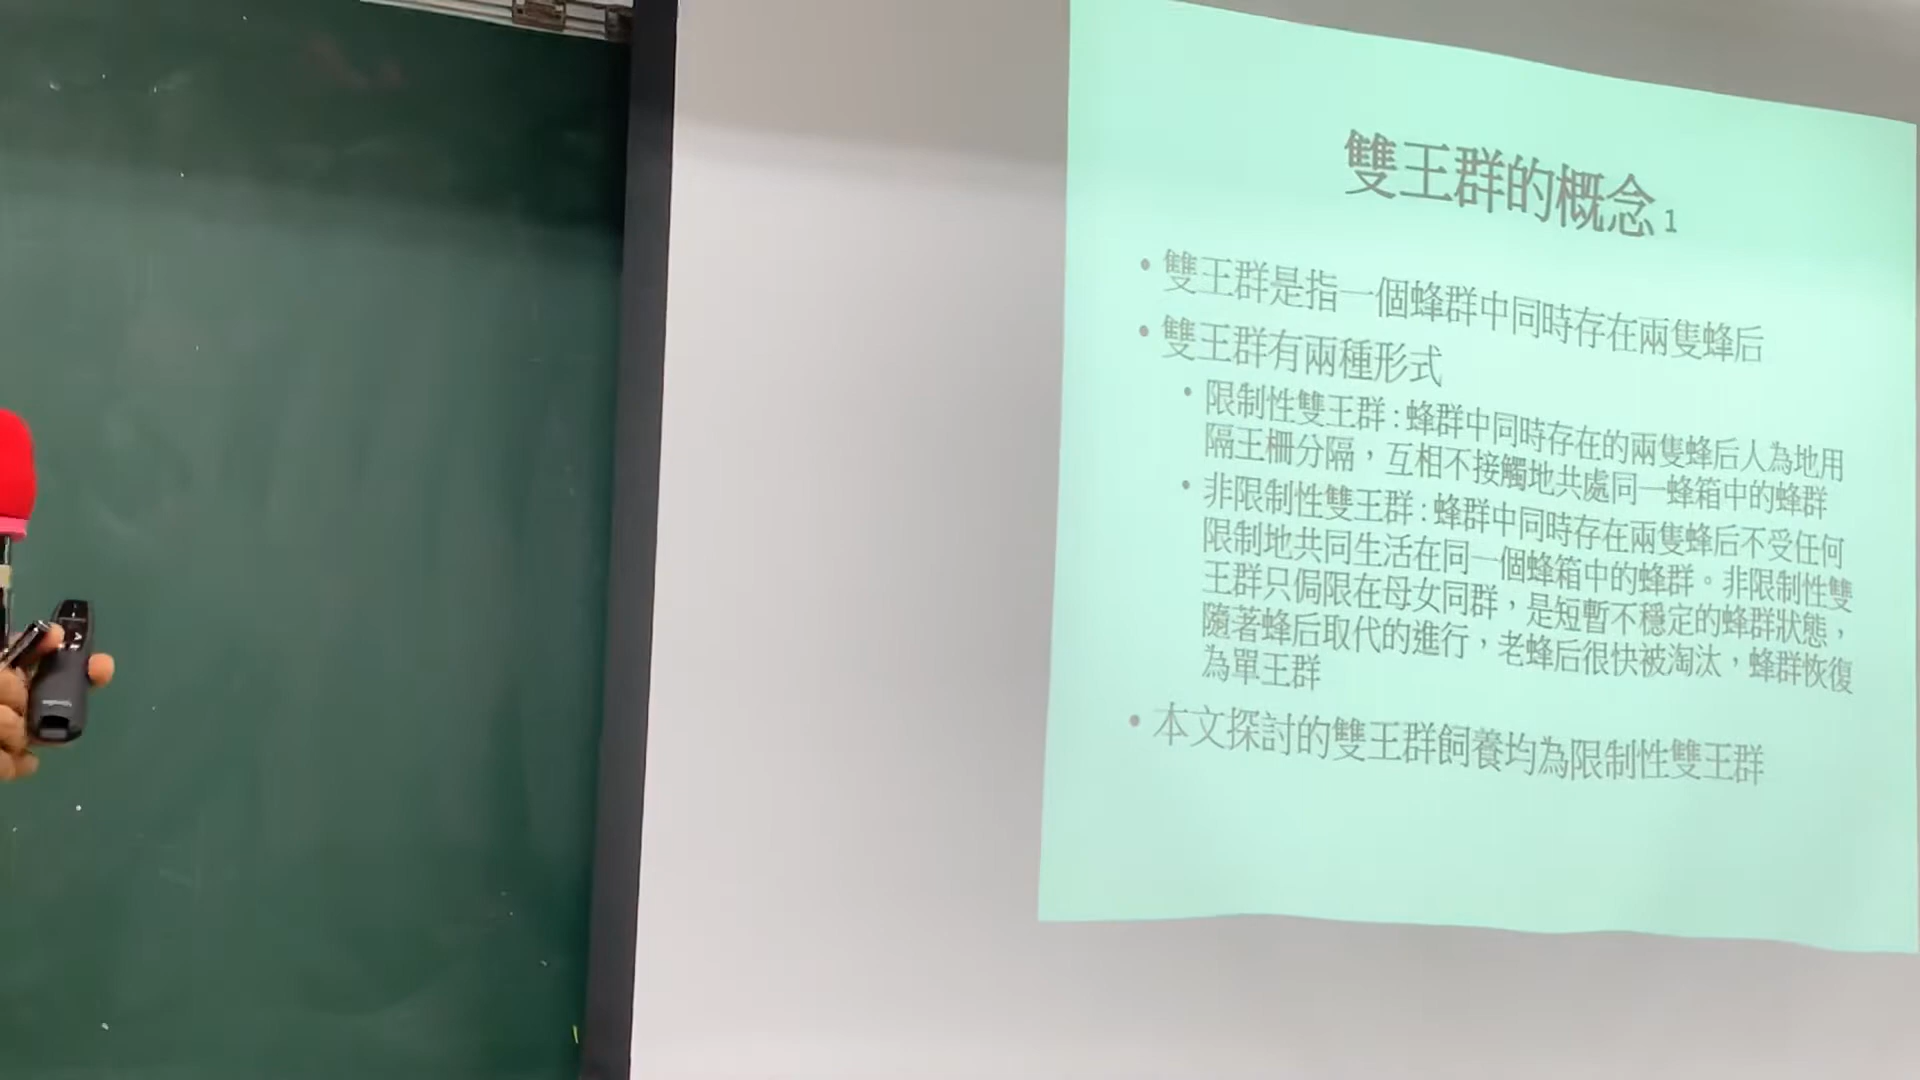 雙王群的概念 1
• 雙王群是指一個蜂群中同時存在兩隻蜂后
• 雙王群有兩種形式
• 限制性雙王群:蜂群中同時存在的兩隻蜂后人為地用
隔王柵分隔，互相不接觸地共處同一蜂箱中的蜂群
• 非限制性雙王群:蜂群中同時存在兩隻蜂后不受任何
限制地共同生活在同一個蜂箱中的蜂群。非限制性雙
王群只侷限在母女同群，是短暫不穩定的蜂群狀態，
隨著蜂后取代的進行，老蜂后很快被淘汰，蜂群恢復
為單王群
• 本文探討的雙王群飼養均為限制性雙王群